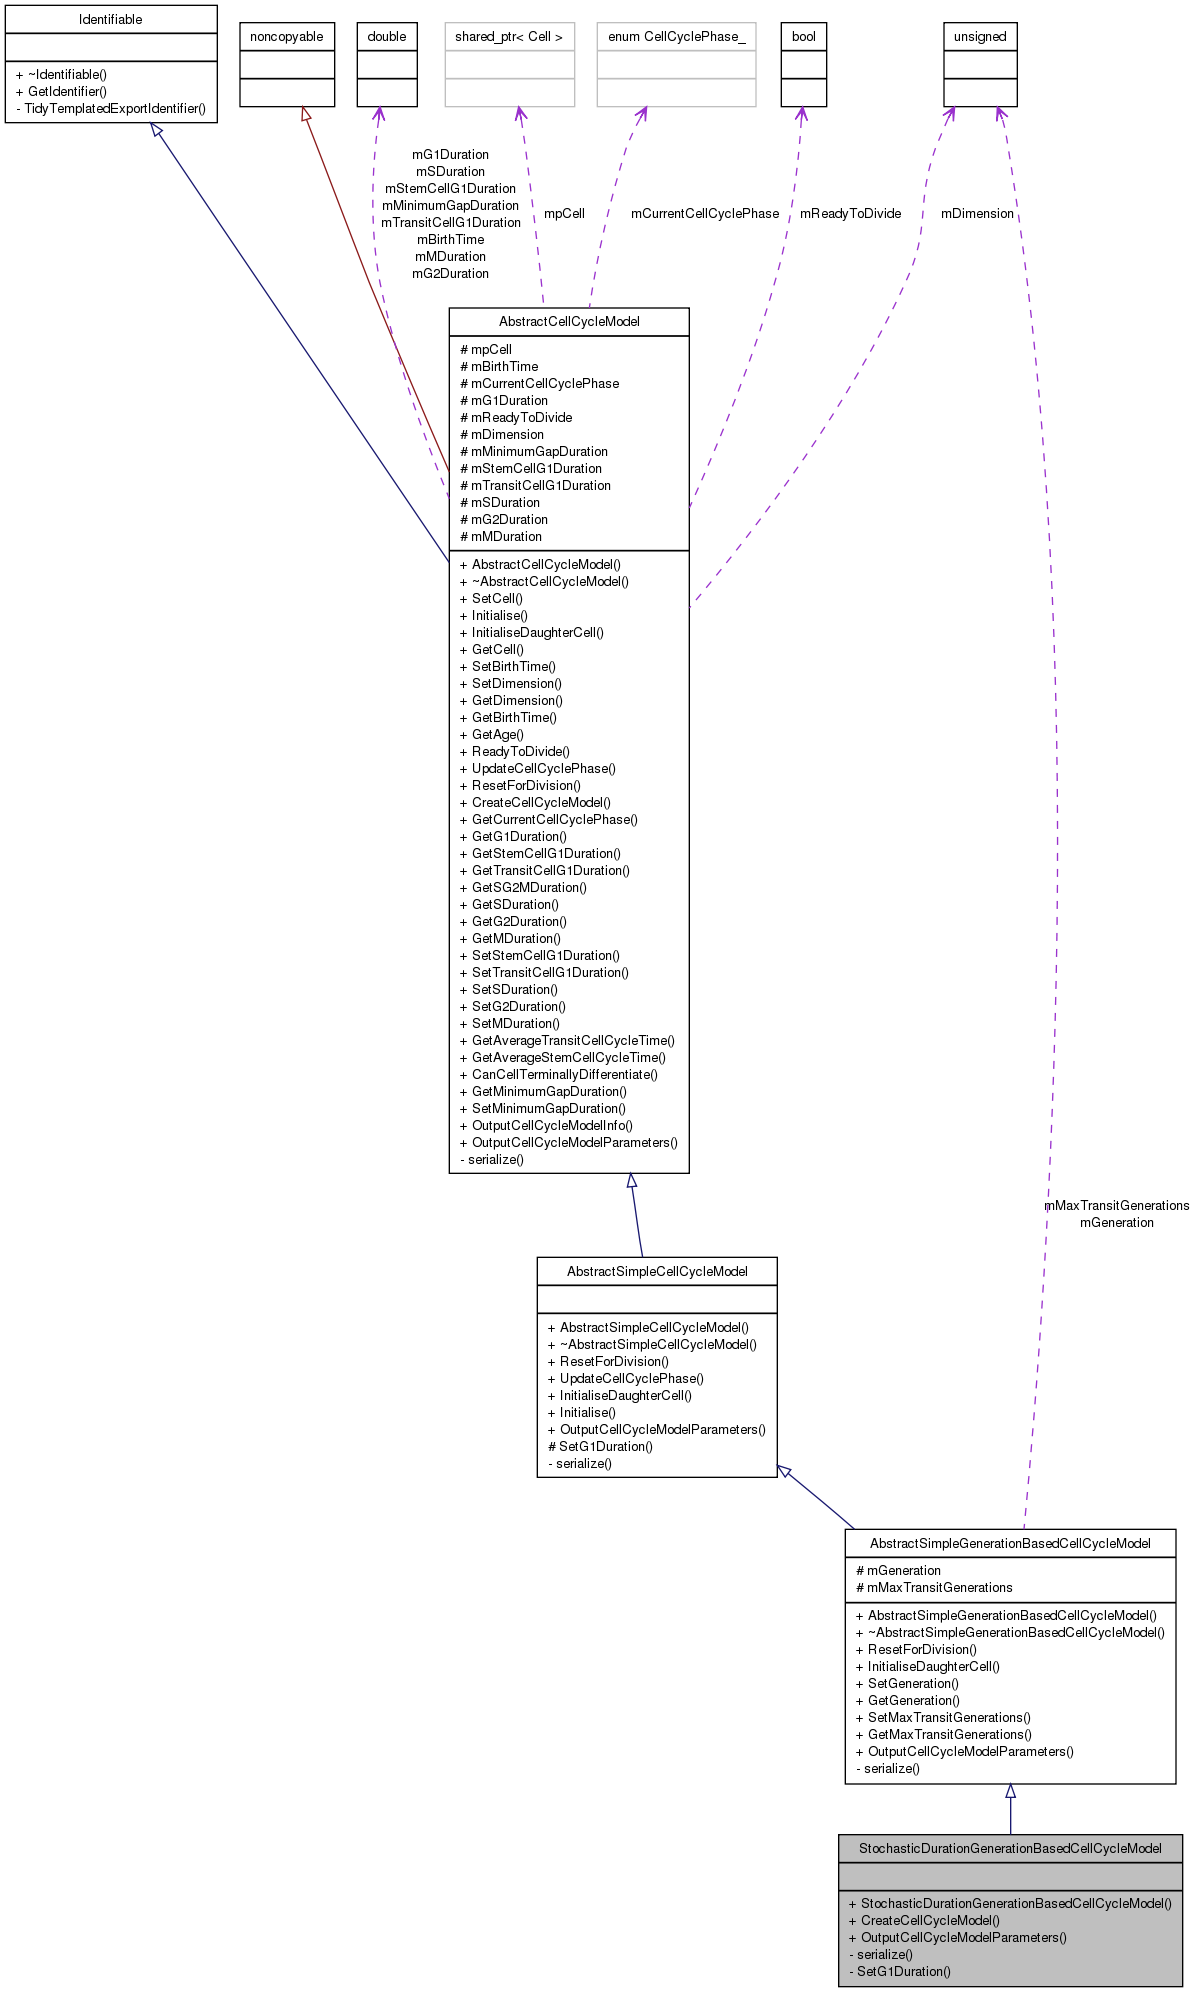 Identifiable
+ ~Identifiable()
+ GetIdentifier()
- TidyTemplatedExportIdentifier()
noncopyable
double
shared_ptr< Cell >
enum CellCyclePhase_
bool
unsigned
mG1Duration
mSDuration
mStemCellG1Duration
mMinimumGapDuration
mTransitCellG1Duration
mBirthTime
mMDuration
mG2Duration
mpCell
mCurrentCellCyclePhase
mReadyToDivide
mDimension
AbstractCellCycleModel
# mpCell
# mBirthTime
# mCurrentCellCyclePhase
# mG1Duration
# mReadyToDivide
# mDimension
# mMinimumGapDuration
# mStemCellG1Duration
# mTransitCellG1Duration
# mSDuration
# mG2Duration
# mMDuration
+ AbstractCellCycleModel()
+ ~AbstractCellCycleModel()
+ SetCell()
+ Initialise()
+ InitialiseDaughterCell()
+ GetCell()
+ SetBirthTime()
+ SetDimension()
+ GetDimension()
+ GetBirthTime()
+ GetAge()
+ ReadyToDivide()
+ UpdateCellCyclePhase()
+ ResetForDivision()
+ CreateCellCycleModel()
+ GetCurrentCellCyclePhase()
+ GetG1Duration()
+ GetStemCellG1Duration()
+ GetTransitCellG1Duration()
+ GetSG2MDuration()
+ GetSDuration()
+ GetG2Duration()
+ GetMDuration()
+ SetStemCellG1Duration()
+ SetTransitCellG1Duration()
+ SetSDuration()
+ SetG2Duration()
+ SetMDuration()
+ GetAverageTransitCellCycleTime()
+ GetAverageStemCellCycleTime()
+ CanCellTerminallyDifferentiate()
+ GetMinimumGapDuration()
+ SetMinimumGapDuration()
+ OutputCellCycleModelInfo()
+ OutputCellCycleModelParameters()
- serialize()
mMaxTransitGenerations
mGeneration
AbstractSimpleCellCycleModel
+ AbstractSimpleCellCycleModel()
+ ~AbstractSimpleCellCycleModel()
+ ResetForDivision()
+ UpdateCellCyclePhase()
+ InitialiseDaughterCell()
+ Initialise()
+ OutputCellCycleModelParameters()
# SetG1Duration()
- serialize()
AbstractSimpleGenerationBasedCellCycleModel
# mGeneration
# mMaxTransitGenerations
+ AbstractSimpleGenerationBasedCellCycleModel()
+ ~AbstractSimpleGenerationBasedCellCycleModel()
+ ResetForDivision()
+ InitialiseDaughterCell()
+ SetGeneration()
+ GetGeneration()
+ SetMaxTransitGenerations()
+ GetMaxTransitGenerations()
+ OutputCellCycleModelParameters()
- serialize()
StochasticDurationGenerationBasedCellCycleModel
+ StochasticDurationGenerationBasedCellCycleModel()
+ CreateCellCycleModel()
+ OutputCellCycleModelParameters()
- serialize()
- SetG1Duration()